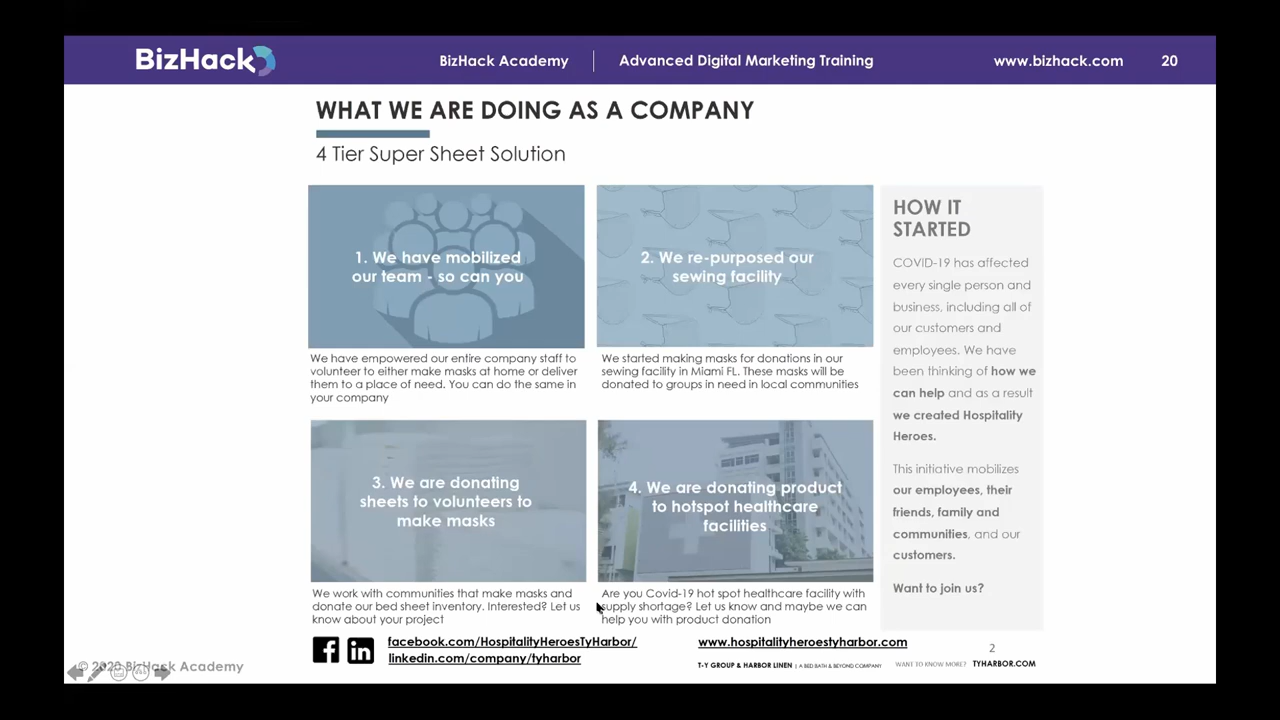 BizHack
BizHack Academy
Advanced Digital Marketing Training
www.bizhack.com
20
WHAT WE ARE DOING AS A COMPANY
4 Tier Super Sheet Solution
1. We have mobilized
our team - so can you
We have empowered our entire company staff to
volunteer to either make masks at home or deliver
them to a place of need. You can do the same in
your company
2. We re-purposed our
sewing facility
We started making masks for donations in our
sewing facility in Miami FL. These masks will be
donated to groups in need in local communities
3. We are donating
sheets to volunteers to
make masks
We work with communities that make masks and
donate our bed sheet inventory. Interested? Let us
know about your project
4. We are donating product
to hotspot healthcare
facilities
Are you Covid-19 hot spot healthcare facility with
supply shortage? Let us know and maybe we can
help you with product donation
HOW IT
STARTED
COVID-19 has affected
every single person and
business, including all of
our customers and
employees. We have
been thinking of how we
can help and as a result
we created Hospitality
Heroes.
This initiative mobilizes
our employees, their
friends, family and
communities, and our
customers.
Want to join us?
facebook.com/HospitalityHeroesTyHarbor/
linkedin.com/company/tyharbor
www.hospitalityheroestyharbor.com
T-Y GROUP & HARBOR LINEN | A BED BATH & BEYOND COMPANY
2
WANT TO KNOW MORE? TYHARBOR.COM
© 2020 BizHack Academy